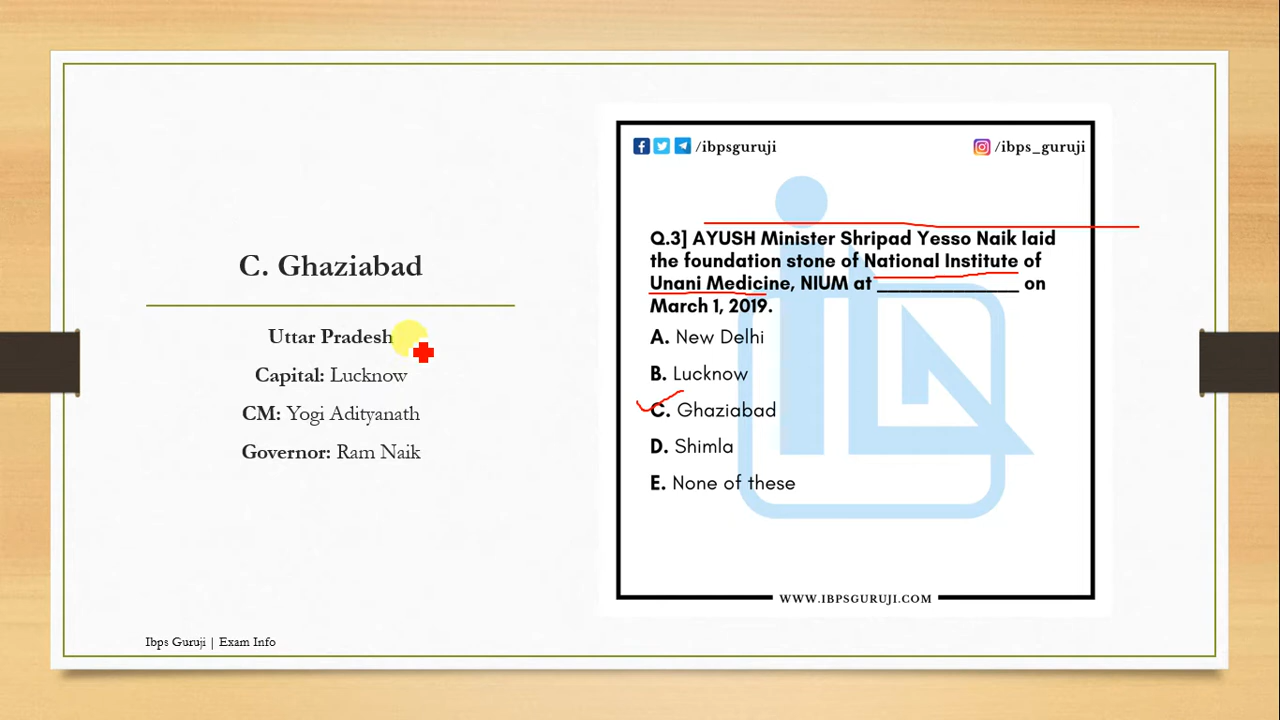 C. Ghaziabad
Uttar Pradesh
Capital: Lucknow
CM: Yogi Adityanath
Governor: Ram Naik
Ibps Guruji | Exam Info
/ibpsguruji
/ibps_guruji
Q.3] AYUSH Minister Shripad Yesso Naik laid
the foundation stone of National Institute of
Unani Medicine, NIUM at ________________ on
March 1, 2019.
A. New Delhi
B. Lucknow
C. Ghaziabad
D. Shimla
E. None of these
WWW.IBPSGURUJI.COM